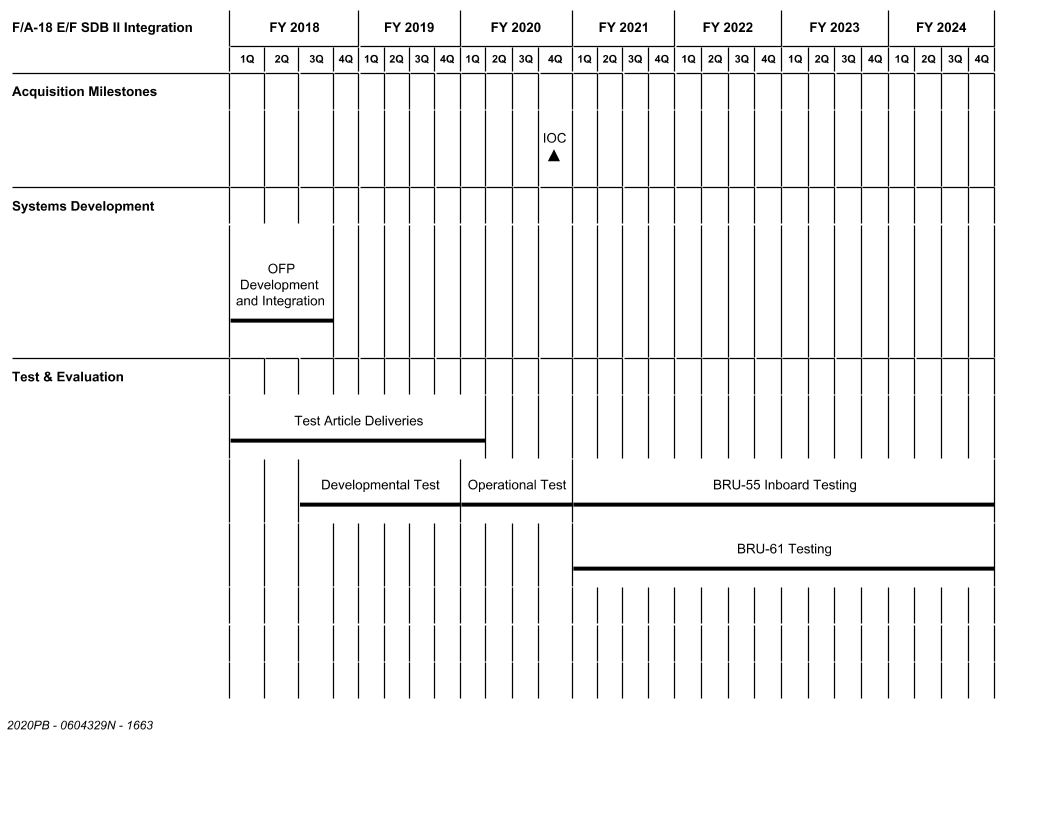 F/A-18 E/F SDB II Integration
FY 2018 FY 2019 FY 2020 FY 2021 FY 2022 FY 2023 FY 2024
1Q 2Q 3Q 4Q 1Q 2Q 3Q 4Q 1Q 2Q 3Q 4Q 1Q 2Q 3Q 4Q 1Q 2Q 3Q 4Q 1Q 2Q 3Q 4Q 1Q 2Q 3Q 4Q
Acquisition Milestones
IOC
Systems Development
OFP
Development
and Integration
Test & Evaluation
Test Article Deliveries
Developmental Test Operational Test BRU-55 Inboard Testing
BRU-61 Testing
2020PB - 0604329N - 1663